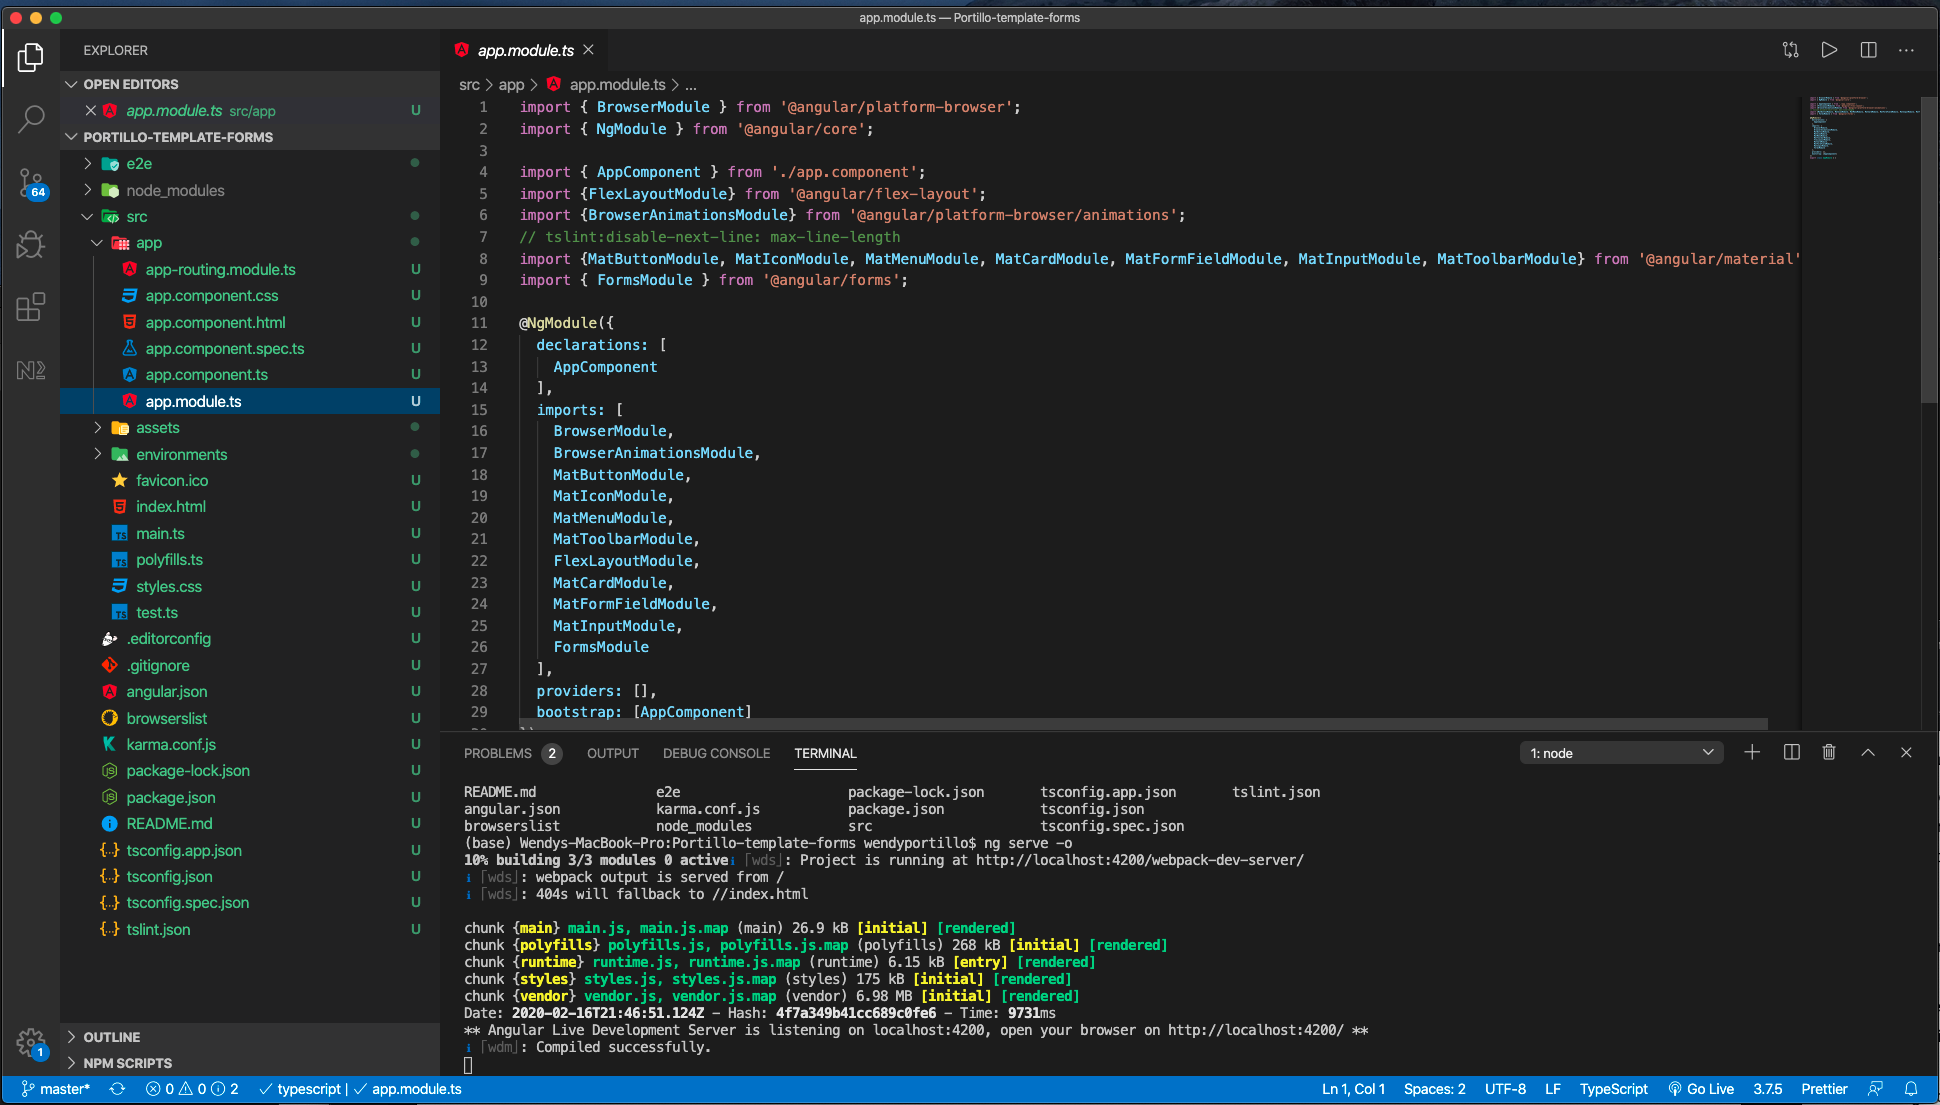 app.module.ts — Portillo-template-forms
EXPLORER
OPEN EDITORS
app.module.ts src/app U
PORTILLO-TEMPLATE-FORMS
e2e
node_modules
src
app
app-routing.module.ts U
app.component.css U
app.component.html U
app.component.spec.ts U
app.component.ts U
app.module.ts U
assets
environments
favicon.ico U
index.html U
main.ts U
polyfills.ts U
styles.css U
test.ts U
.editorconfig U
.gitignore U
angular.json U
browserslist U
karma.conf.js U
package-lock.json U
package.json U
README.md U
tsconfig.app.json U
tsconfig.json U
tsconfig.spec.json U
tslint.json U
OUTLINE
NPM SCRIPTS
64
1
app.module.ts
src > app > app.module.ts > ...
1 import { BrowserModule } from '@angular/platform-browser';
2 import { NgModule } from '@angular/core';
3
4 import { AppComponent } from './app.component';
5 import {FlexLayoutModule} from '@angular/flex-layout';
6 import {BrowserAnimationsModule} from '@angular/platform-browser/animations';
7 // tslint:disable-next-line: max-line-length
8 import {MatButtonModule, MatIconModule, MatMenuModule, MatCardModule, MatFormFieldModule, MatInputModule, MatToolbarModule} from '@angular/material'
9 import { FormsModule } from '@angular/forms';
10
11 @NgModule({
12 declarations: [
13 AppComponent
14 ],
15 imports: [
16 BrowserModule,
17 BrowserAnimationsModule,
18 MatButtonModule,
19 MatIconModule,
20 MatMenuModule,
21 MatToolbarModule,
22 FlexLayoutModule,
23 MatCardModule,
24 MatFormFieldModule,
25 MatInputModule,
26 FormsModule
27 ],
28 providers: [],
29 bootstrap: [AppComponent]
PROBLEMS 2 OUTPUT DEBUG CONSOLE TERMINAL 1: node
README.md e2e package-lock.json tsconfig.app.json tslint.json
angular.json karma.conf.js package.json tsconfig.json
browserslist node_modules src tsconfig.spec.json
(base) Wendys-MacBook-Pro:Portillo-template-forms wendyportillo$ ng serve -o
10% building 3/3 modules 0 activeℹ ｢wds｣: Project is running at http://localhost:4200/webpack-dev-server/
ℹ ｢wds｣: webpack output is served from /
ℹ ｢wds｣: 404s will fallback to //index.html
chunk {main} main.js, main.js.map (main) 26.9 kB [initial] [rendered]
chunk {polyfills} polyfills.js, polyfills.js.map (polyfills) 268 kB [initial] [rendered]
chunk {runtime} runtime.js, runtime.js.map (runtime) 6.15 kB [entry] [rendered]
chunk {styles} styles.js, styles.js.map (styles) 175 kB [initial] [rendered]
chunk {vendor} vendor.js, vendor.js.map (vendor) 6.98 MB [initial] [rendered]
Date: 2020-02-16T21:46:51.124Z - Hash: 4f7a349b41cc689c0fe6 - Time: 9731ms
** Angular Live Development Server is listening on localhost:4200, open your browser on http://localhost:4200/ **
ℹ ｢wdm｣: Compiled successfully.
master* 0 0 2 typescript | app.module.ts Ln 1, Col 1 Spaces: 2 UTF-8 LF TypeScript Go Live 3.7.5 Prettier